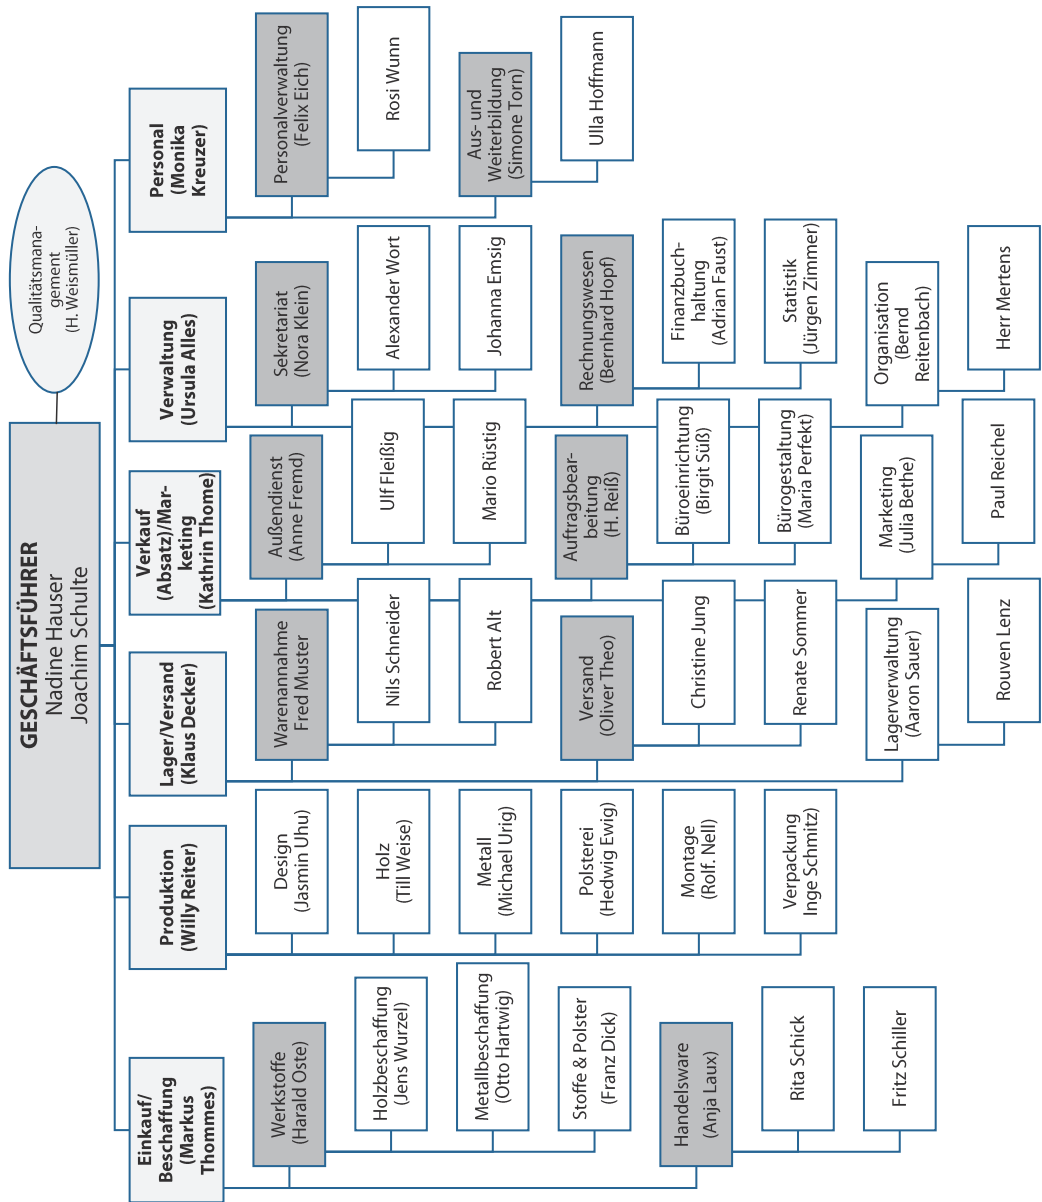 GESCHÄFTSFÜHRER
Nadine Hauser
Joachim Schulte
Qualitätsmana-
gement
(H. Weismüller)
Einkauf/
Beschaffung
(Markus
Thommes)
Werkstoffe
(Harald Oste)
Holzbeschaffung
(Jens Wurzel)
Metallbeschaffung
(Otto Hartwig)
Stoffe & Polster
(Franz Dick)
Handelsware
(Anja Laux)
Rita Schick
Fritz Schiller
Produktion
(Willy Reiter)
Design
(Jasmin Uhu)
Holz
(Till Weise)
Metall
(Michael Urig)
Polsterei
(Hedwig Ewig)
Montage
(Rolf. Nell)
Verpackung
Inge Schmitz)
Lager/Versand
(Klaus Decker)
Warenannahme
Fred Muster
Nils Schneider
Robert Alt
Versand
(Oliver Theo)
Christine Jung
Renate Sommer
Lagerverwaltung
(Aaron Sauer)
Rouven Lenz
Verkauf
(Absatz)/Mar-
keting
(Kathrin Thome)
Außendienst
(Anne Fremd)
Ulf Fleißig
Mario Rüstig
Auftragsbear-
beitung
(H. Reiß)
Büroeinrichtung
(Birgit Süß)
Bürogestaltung
(Maria Perfekt)
Marketing
(Julia Bethe)
Paul Reichel
Verwaltung
(Ursula Alles)
Sekretariat
(Nora Klein)
Alexander Wort
Johanna Emsig
Rechnungswesen
(Bernhard Hopf)
Finanzbuch-
haltung
(Adrian Faust)
Statistik
(Jürgen Zimmer)
Organisation
(Bernd
Reitenbach)
Herr Mertens
Personal
(Monika
Kreuzer)
Personalverwaltung
(Felix Eich)
Rosi Wunn
Aus- und
Weiterbildung
(Simone Torn)
Ulla Hoffmann